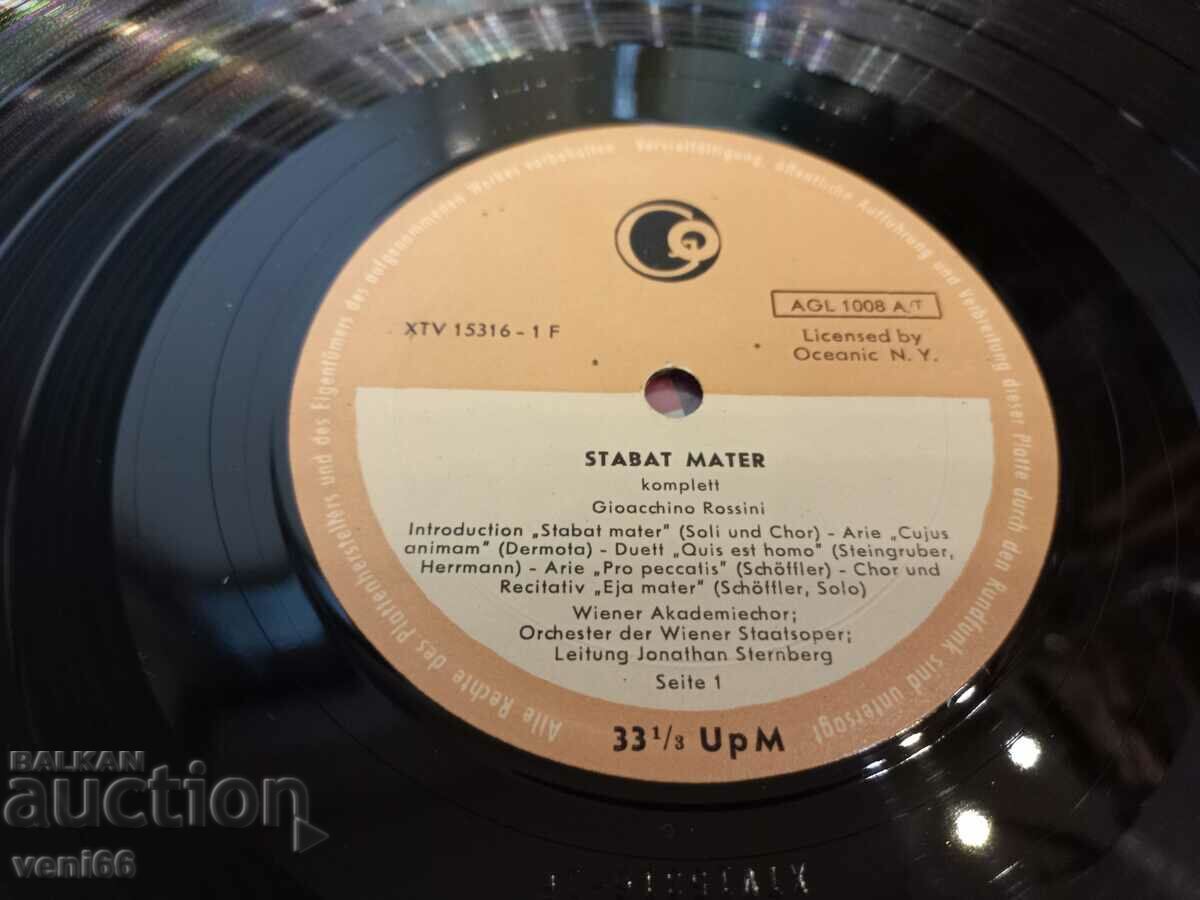 Alle Rechte des Plattenherstellers und des Eigentümers des aufgenommenen Werkes vorbehalten. Vervielfältigung, öffentliche Aufführung und Verbreitung dieser Platte durch den Rundfunk sind untersagt
AGL 1008 A/T
XTV 15316-1 F
Licensed by
Oceanic N. Y.
STABAT MATER
komplett
Gioacchino Rossini
Introduction „Stabat mater" (Soli und Chor) - Arie „Cujus
animam" (Dermota) - Duett „Quis est homo" (Steingruber,
Herrmann) - Arie „Pro peccatis" (Schöffler) - Chor und
Recitativ „Eja mater" (Schöffler, Solo)
Wiener Akademiechor;
Orchester der Wiener Staatsoper;
Leitung Jonathan Sternberg
Seite 1
33 1/3 UpM
BALKAN
auction
veni66